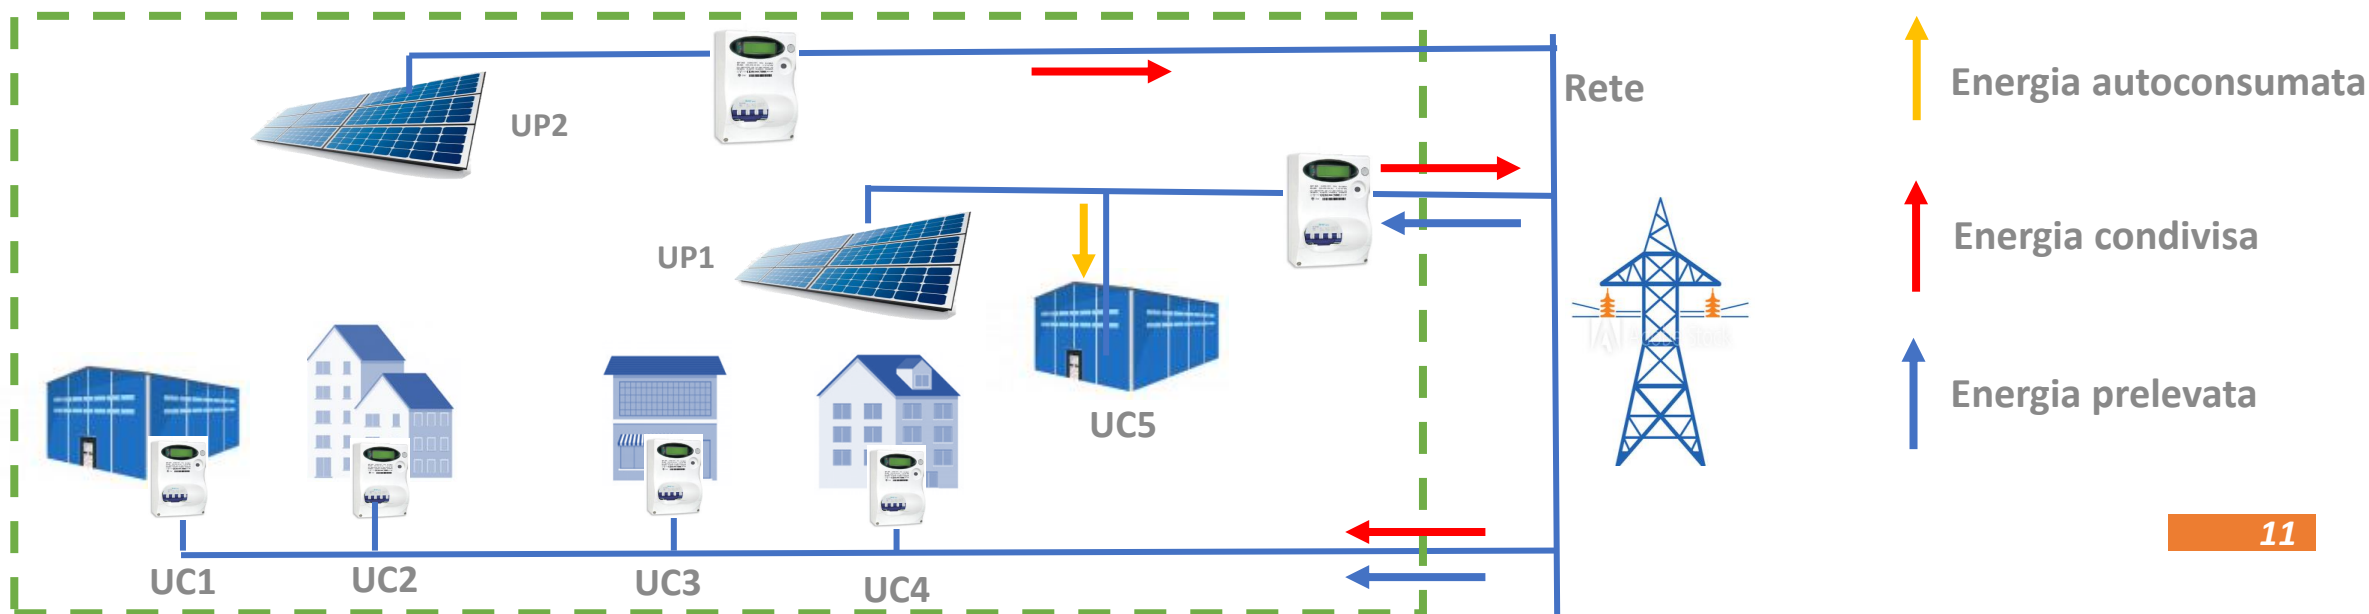 UP2
Rete
Energia autoconsumata
UP1
Energia condivisa
UC5
Energia prelevata
UC1
UC2
UC3
UC4
11